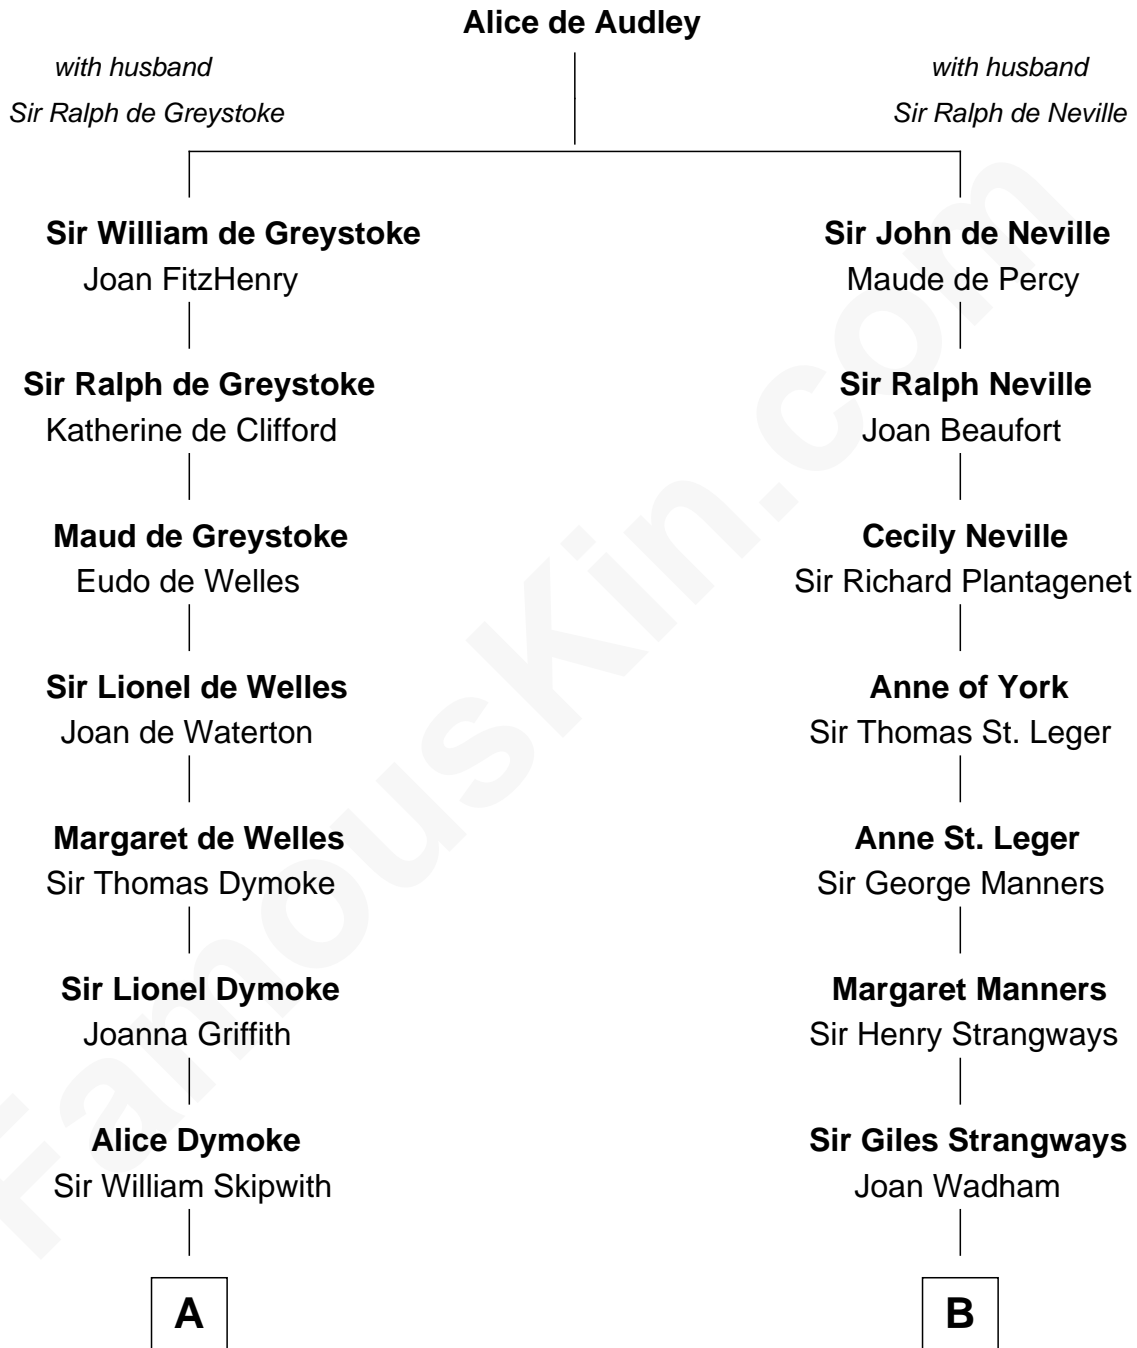 Alice de Audley
with husband
Sir Ralph de Greystoke
with husband
Sir Ralph de Neville
Sir William de Greystoke
Joan FitzHenry
Sir Ralph de Greystoke
Katherine de Clifford
Maud de Greystoke
Eudo de Welles
Sir Lionel de Welles
Joan de Waterton
Margaret de Welles
Sir Thomas Dymoke
Sir Lionel Dymoke
Joanna Griffith
Alice Dymoke
Sir William Skipwith
A
Sir John de Neville
Maude de Percy
Sir Ralph Neville
Joan Beaufort
Cecily Neville
Sir Richard Plantagenet
Anne of York
Sir Thomas St. Leger
Anne St. Leger
Sir George Manners
Margaret Manners
Sir Henry Strangways
Sir Giles Strangways
Joan Wadham
B
FamousKin.com